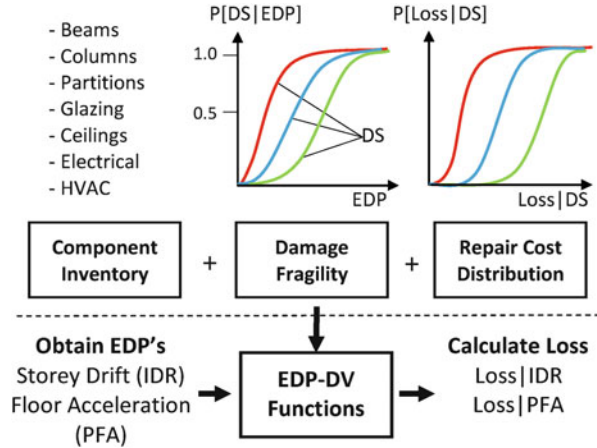 P[DS|EDP]
P[Loss|DS]
- Beams
- Columns
- Partitions
- Glazing
- Ceilings
- Electrical
- HVAC
1.0
0.5
DS
EDP
Loss|DS
Component
Inventory
+
Damage
Fragility
+
Repair Cost
Distribution
Obtain EDP's
Storey Drift (IDR)
Floor Acceleration
(PFA)
EDP-DV
Functions
Calculate Loss
Loss|IDR
Loss|PFA